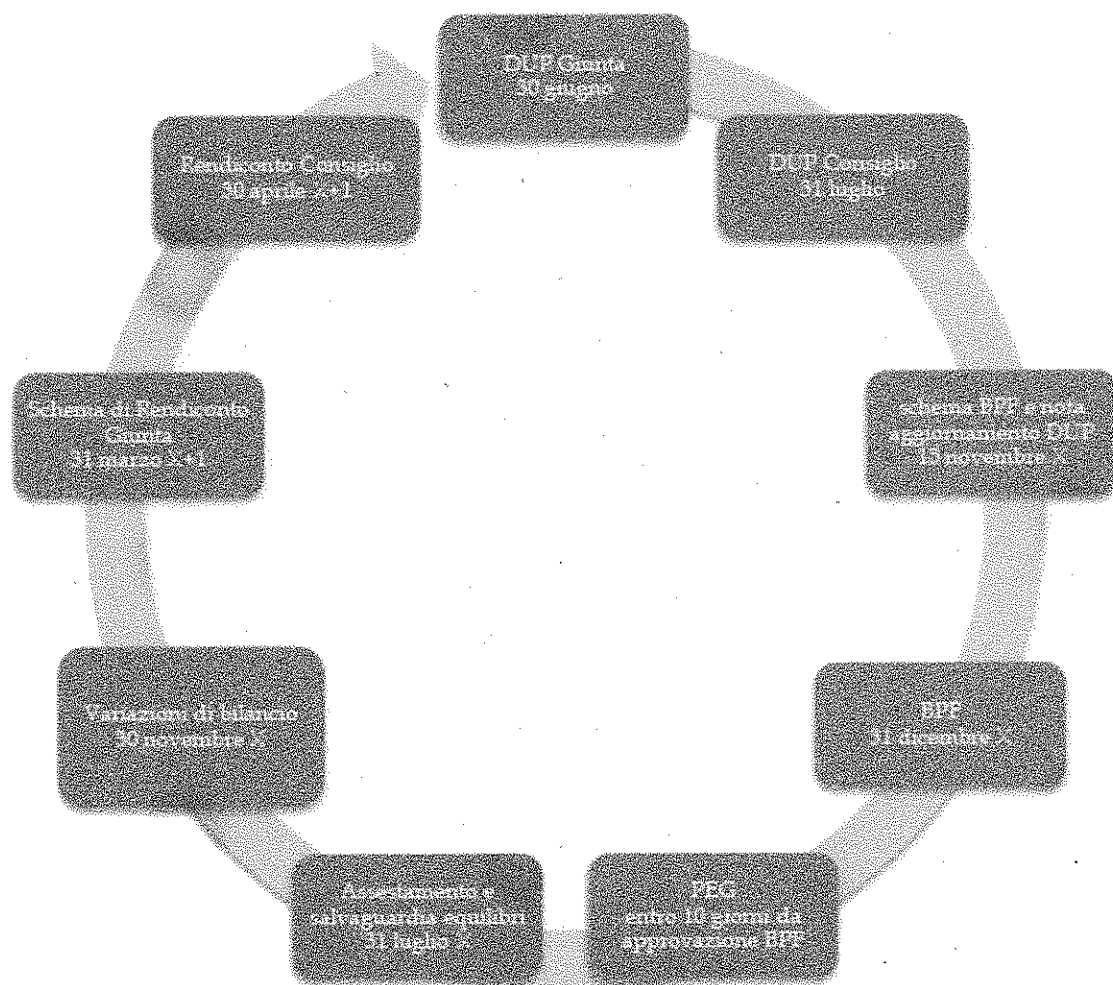 DUP Giunta
30 giugno
DUP Consiglio
31 luglio
schema BPF e nota
aggiornamento DUP
15 novembre X
BPF
31 dicembre X
PEG
entro 10 giorni da
approvazione BPF
Assestamento e
salvaguardia equilibri
31 luglio X
Variazioni di bilancio
30 novembre X
Schema di Rendiconto
Giunta
31 marzo X+1
Rendiconto Consiglio
30 aprile X+1